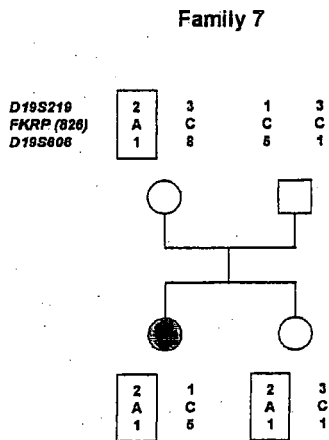 Family 7
D19S219 2 3 1 3
FKRP (826) A C C C
D19S606 1 8 5 1
2 1 2 3
A C A C
1 5 1 1